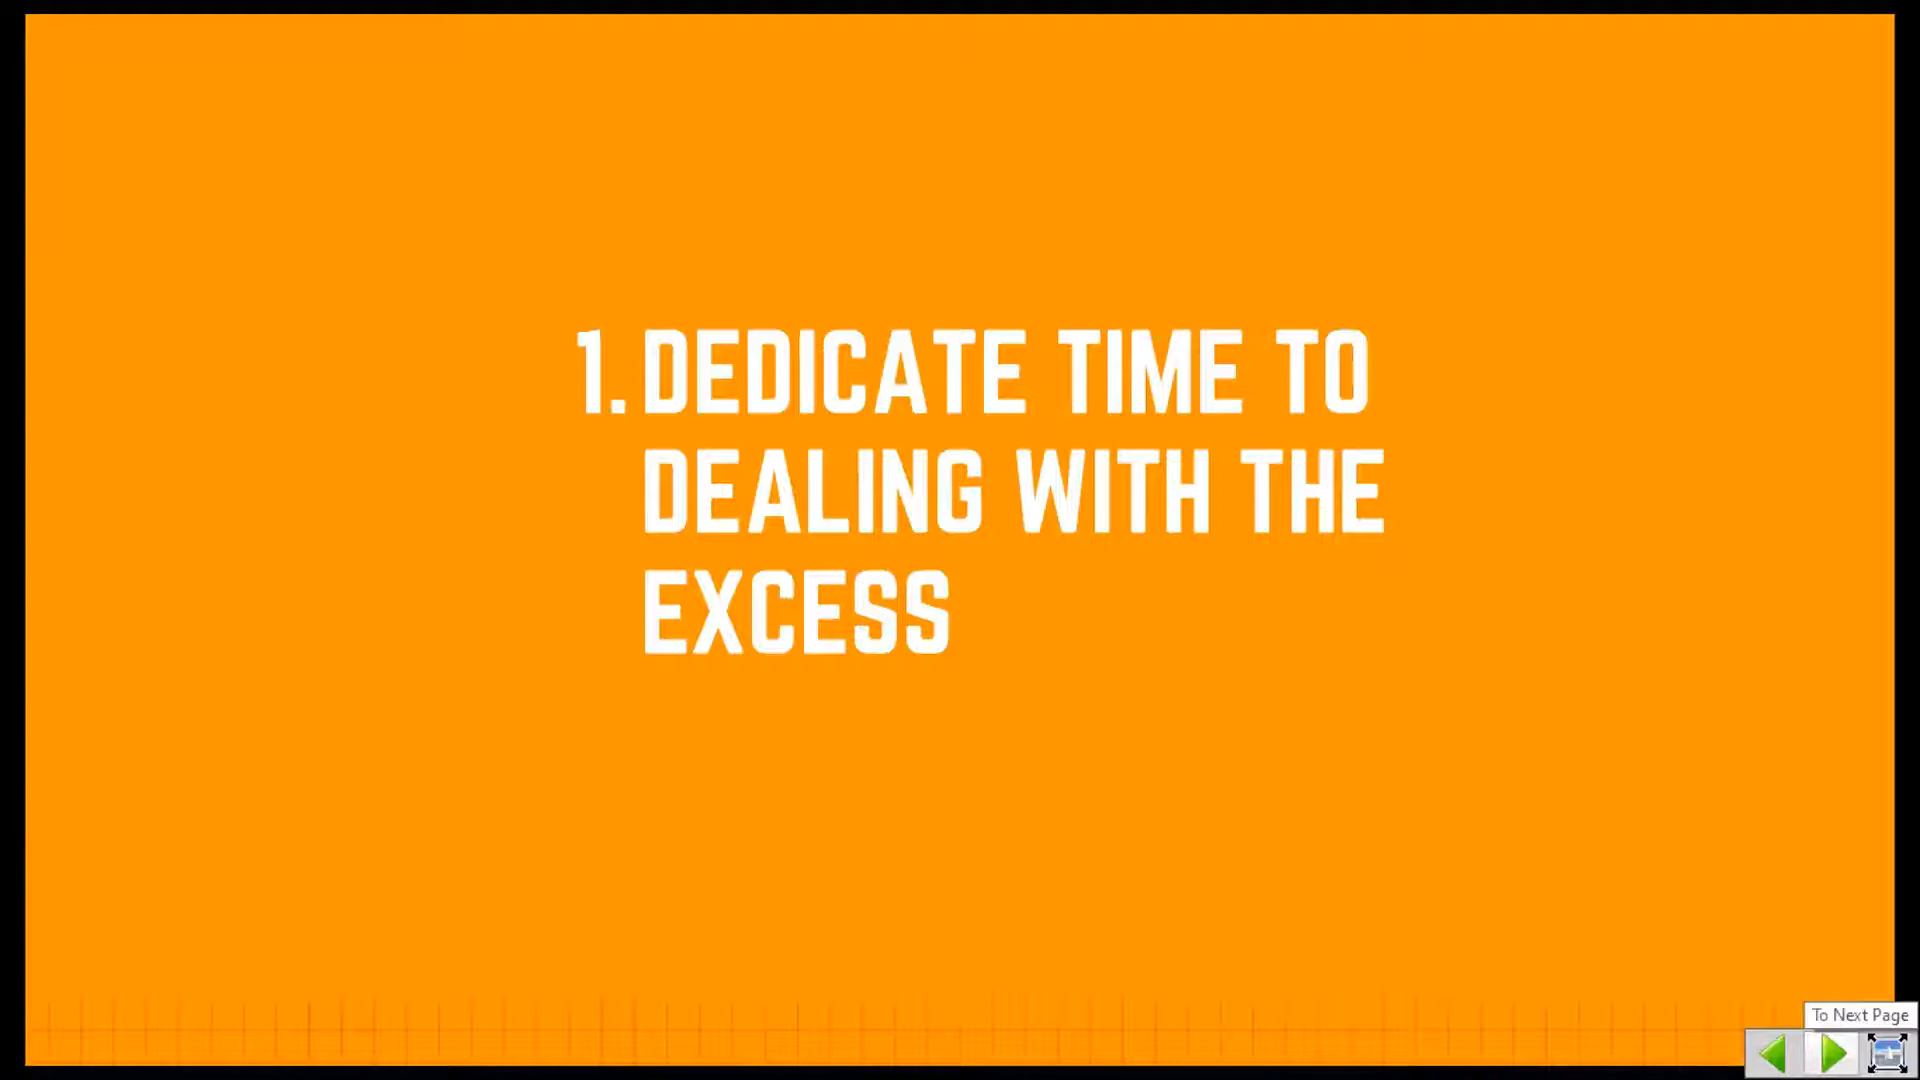 1. DEDICATE TIME TO
DEALING WITH THE
EXCESS
To Next Page